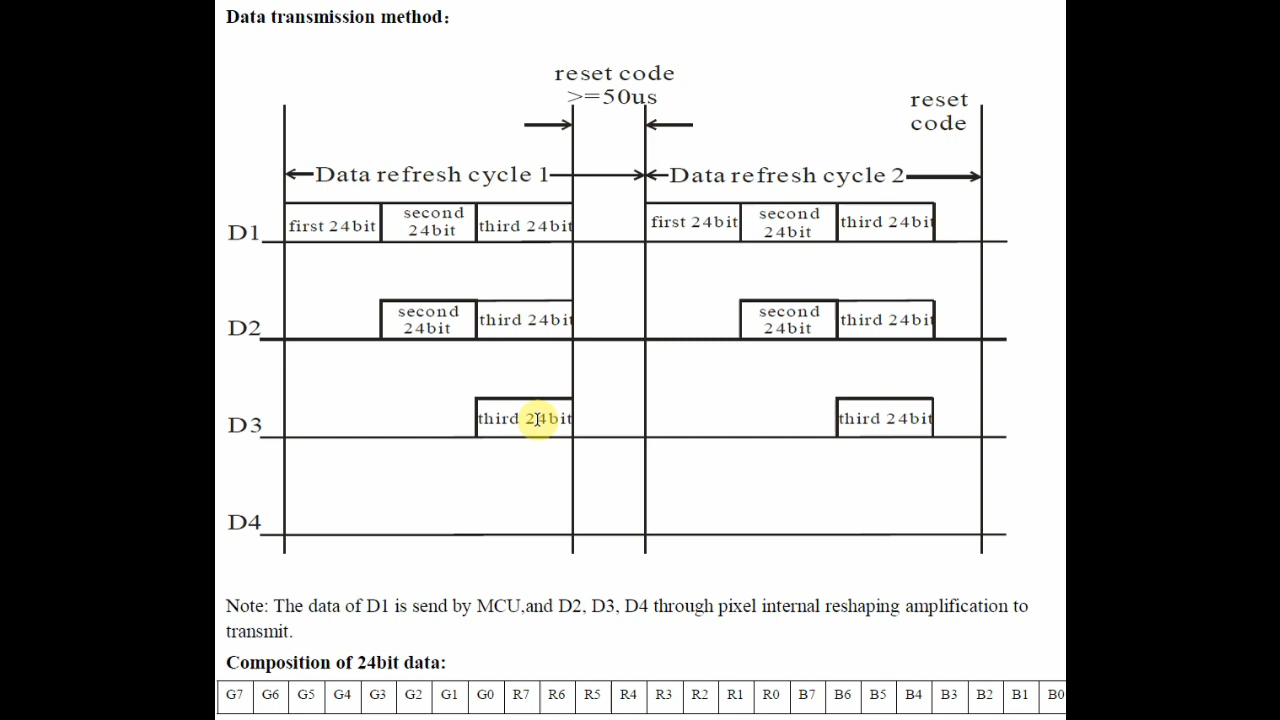 Data transmission method：
reset code
>=50us
reset
code
Data refresh cycle 1
Data refresh cycle 2
D1
first 24bit
second
24bit
third 24bit
first 24bit
second
24bit
third 24bit
D2
second
24bit
third 24bit
second
24bit
third 24bit
D3
third 24bit
third 24bit
D4
Note: The data of D1 is send by MCU,and D2, D3, D4 through pixel internal reshaping amplification to
transmit.
Composition of 24bit data:
G7 G6 G5 G4 G3 G2 G1 G0 R7 R6 R5 R4 R3 R2 R1 R0 B7 B6 B5 B4 B3 B2 B1 B0